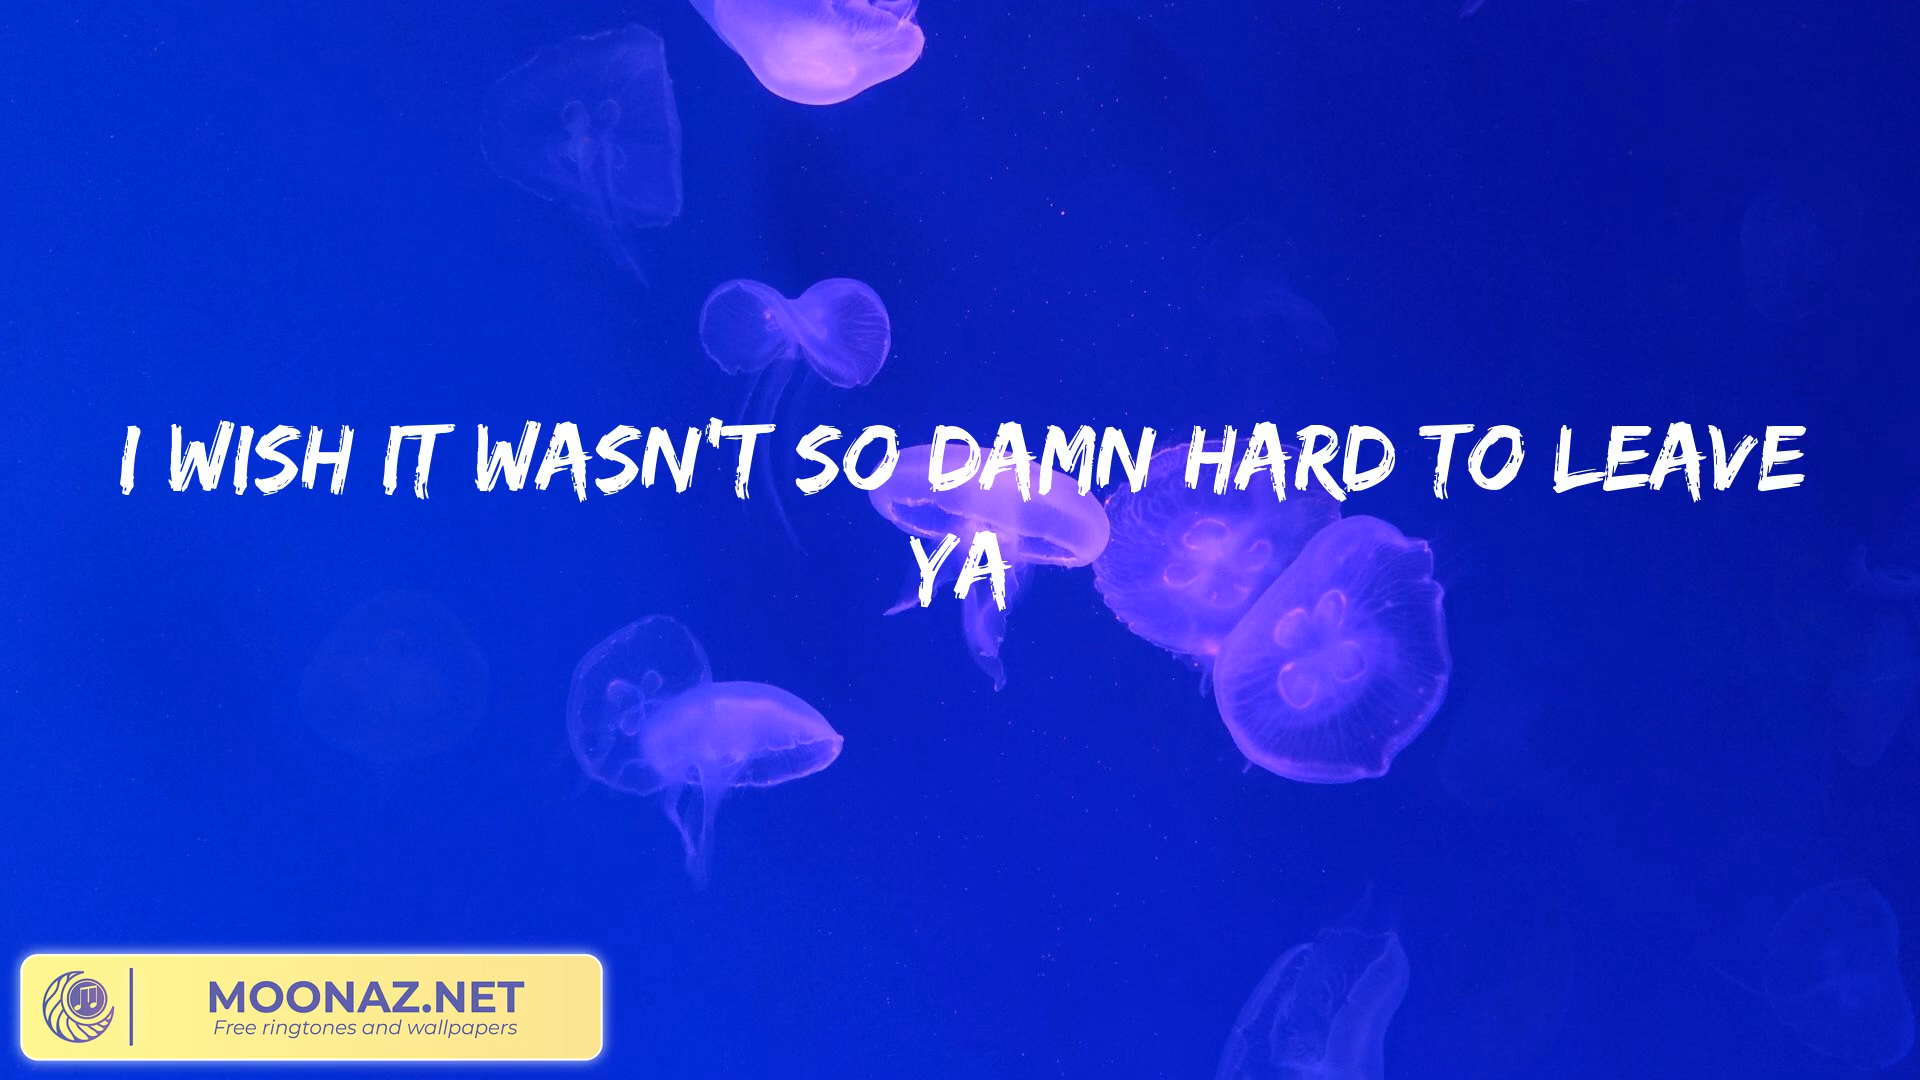 I WISH IT WASN'T SO DAMN HARD TO LEAVE
YA
MOONAZ.NET
Free ringtones and wallpapers